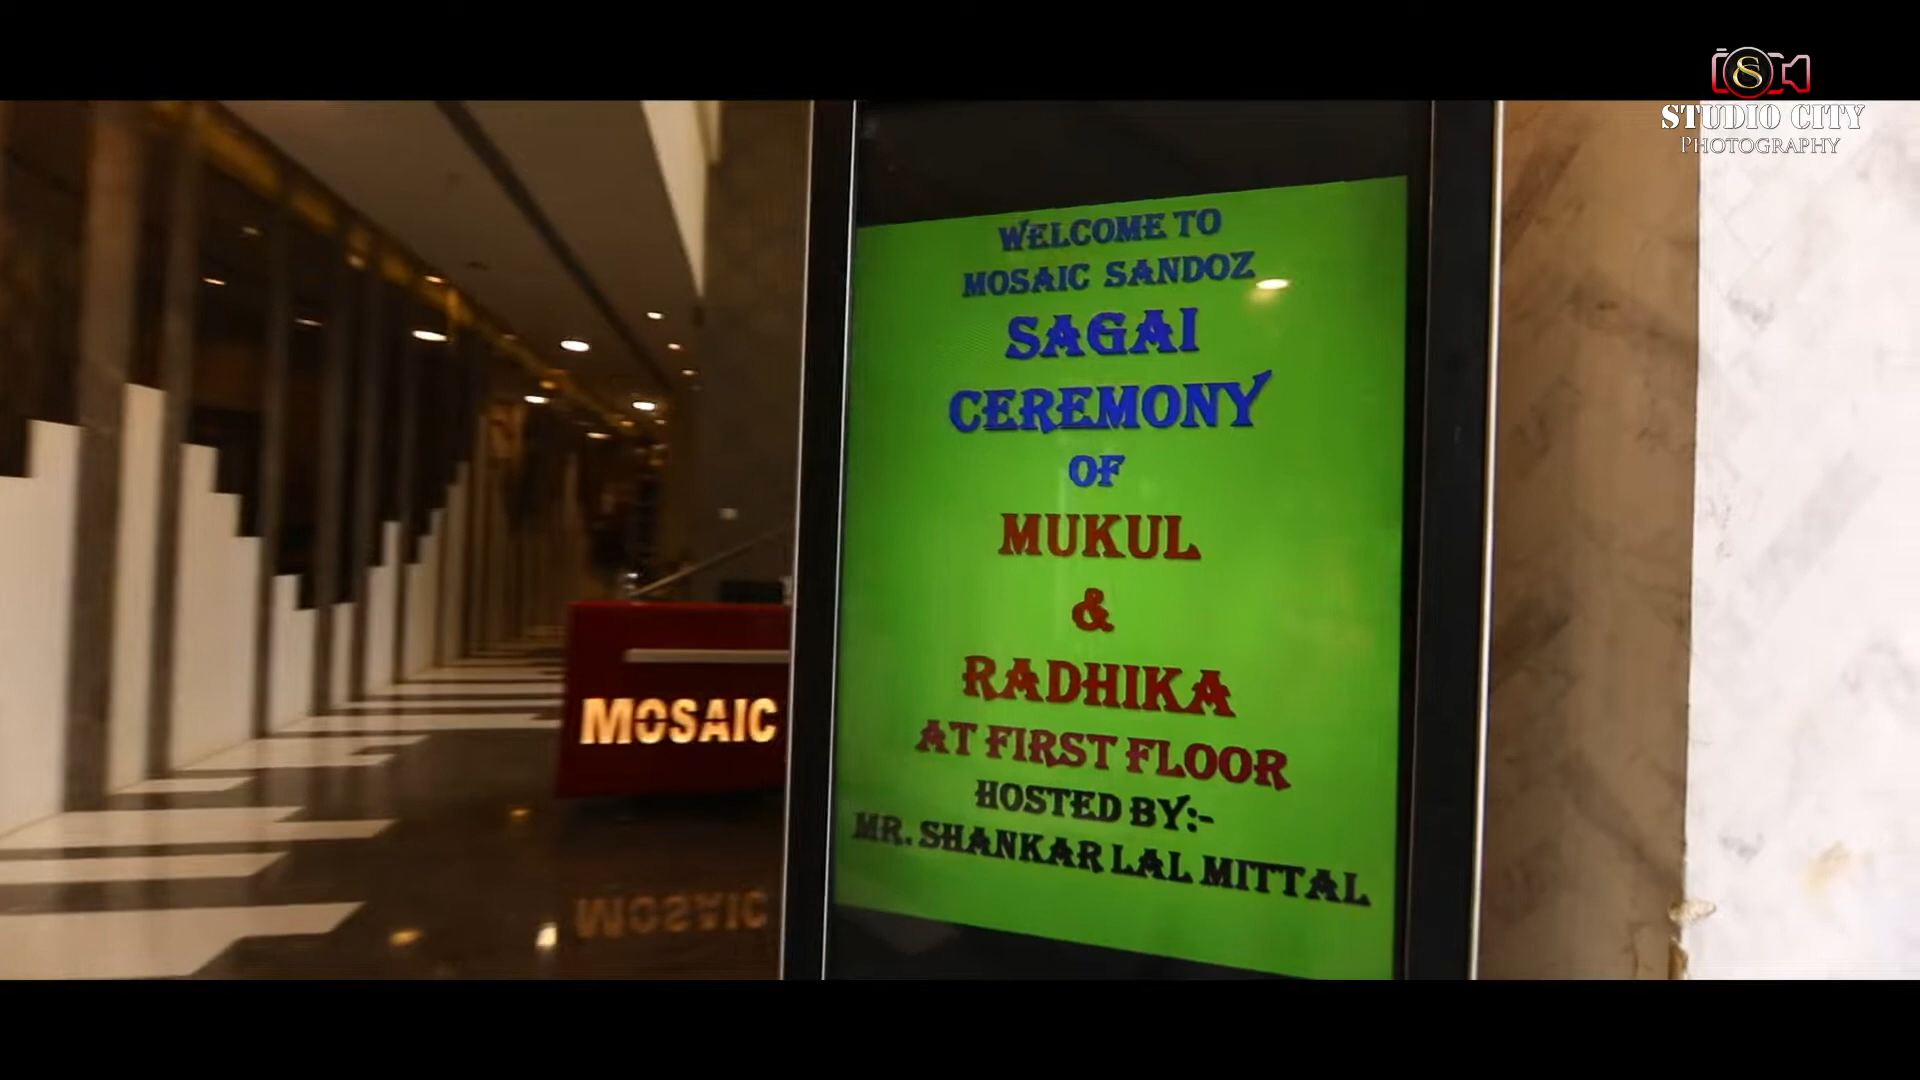 STUDIO CITY
PHOTOGRAPHY
WELCOME TO
MOSAIC SANDOZ
SAGAI
CEREMONY
OF
MUKUL
&
RADHIKA
AT FIRST FLOOR
HOSTED BY:-
MR. SHANKAR LAL MITTAL
MOSAIC